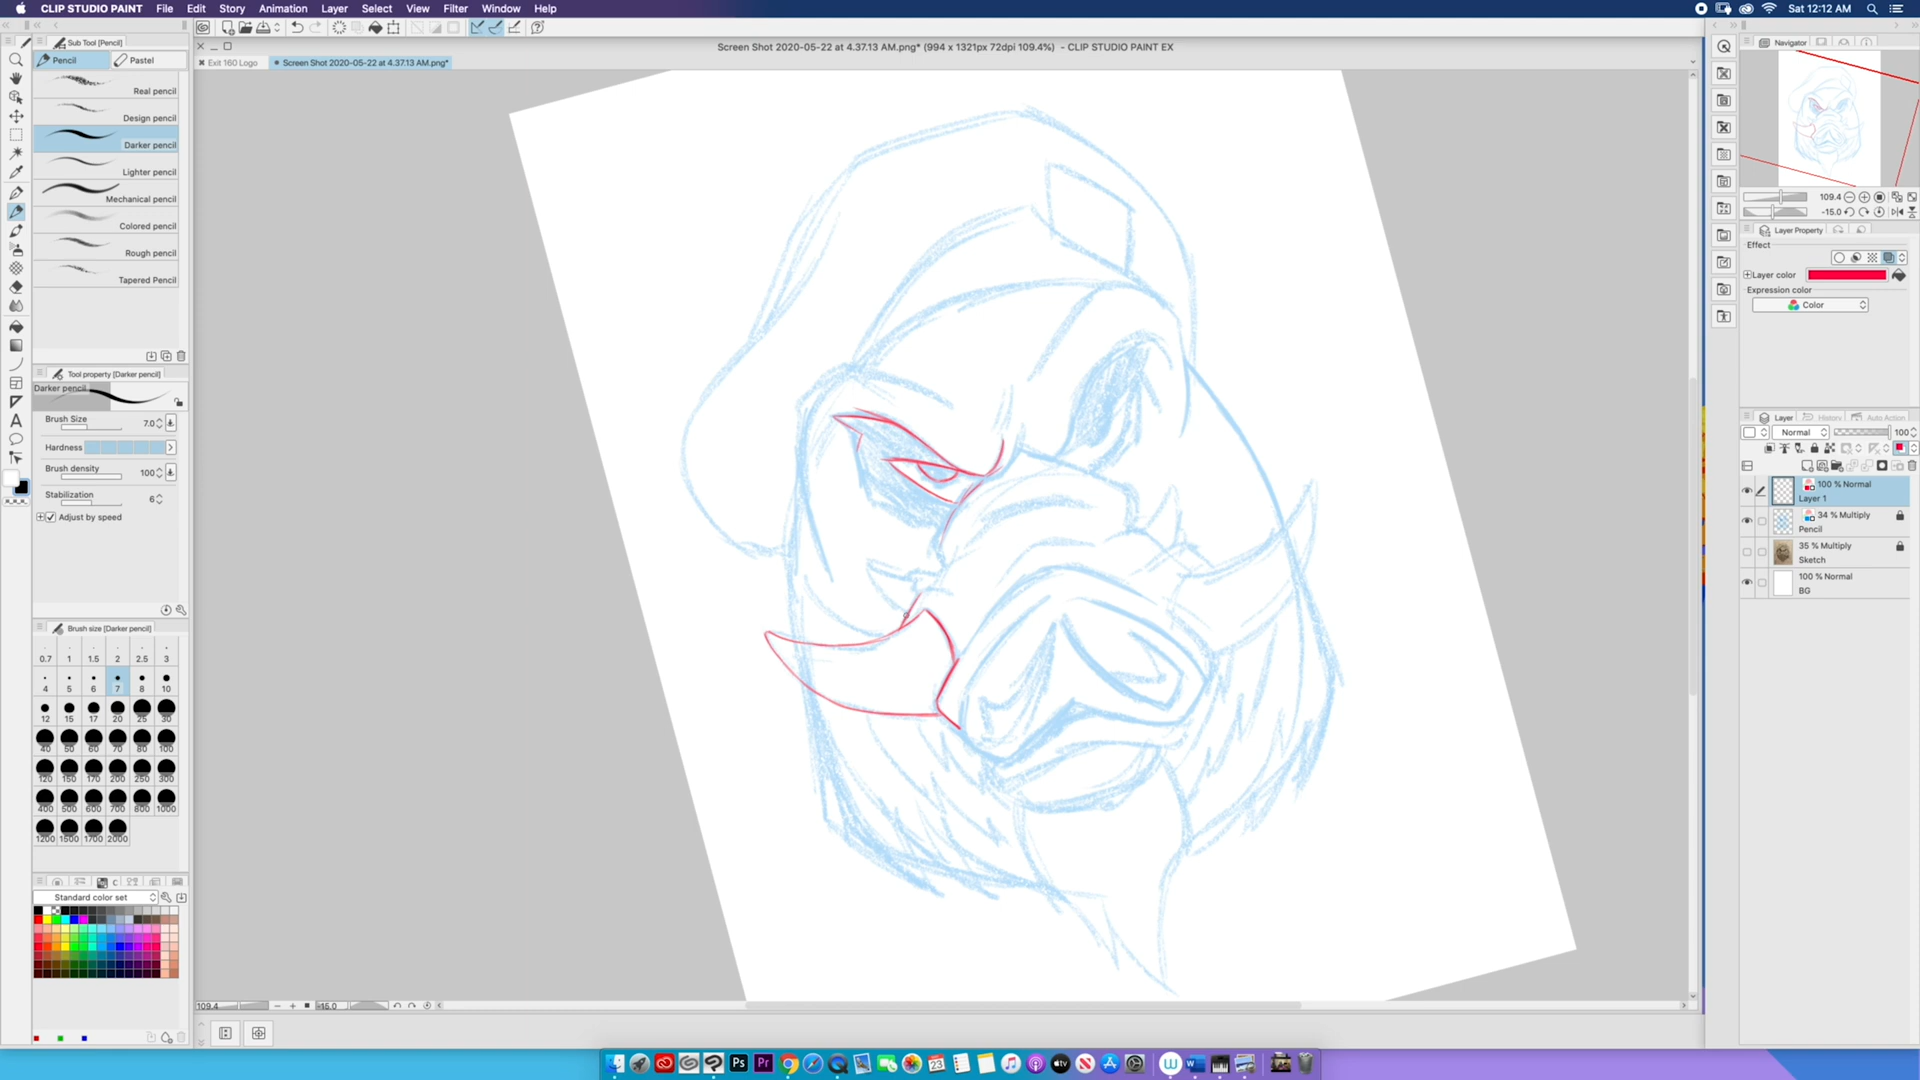 CLIP STUDIO PAINT File Edit Story Animation Layer Select View Filter Window Help Sat 12:12 AM
Screen Shot 2020-05-22 at 4.37.13 AM.png* (994 x 1321px 72dpi 109.4%) - CLIP STUDIO PAINT EX
Exit 160 Logo Screen Shot 2020-05-22 at 4.37.13 AM.png*
Sub Tool [Pencil]
Pencil Pastel
Real pencil
Design pencil
Darker pencil
Lighter pencil
Mechanical pencil
Colored pencil
Rough pencil
Tapered Pencil
Tool property [Darker pencil]
Darker pencil
Brush Size 7.0
Hardness
Brush density 100
Stabilization 6
Adjust by speed
Brush size [Darker pencil]
0.7 1 1.5 2 2.5 3
4 5 6 7 8 10
12 15 17 20 25 30
40 50 60 70 80 100
120 150 170 200 250 300
400 500 600 700 800 1000
1200 1500 1700 2000
Standard color set
109.4 -15.0
Navigator
109.4
-15.0
Layer Property
Effect
Layer color
Expression color
Color
Layer History Auto Action
Normal 100
100 % Normal
Layer 1
34 % Multiply
Pencil
35 % Multiply
Sketch
100 % Normal
BG
Ps Pr 23